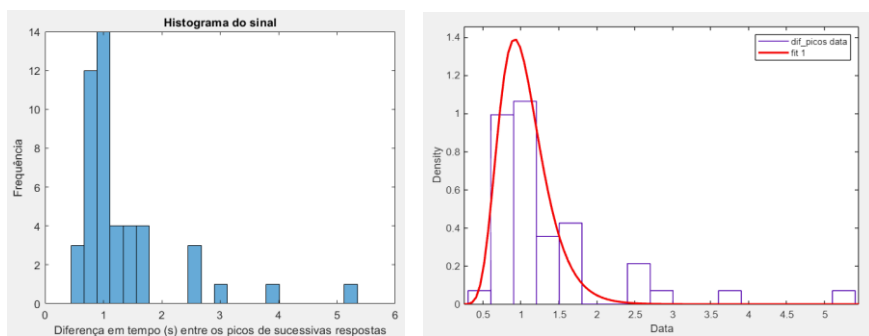 Histograma do sinal
14
12
10
8
6
4
2
0
Frequência
0 1 2 3 4 5 6
Diferença em tempo (s) entre os picos de sucessivas respostas
1.4
1.2
1
0.8
0.6
0.4
0.2
0
Density
dif_picos data
fit 1
0.5 1 1.5 2 2.5 3 3.5 4 4.5 5
Data